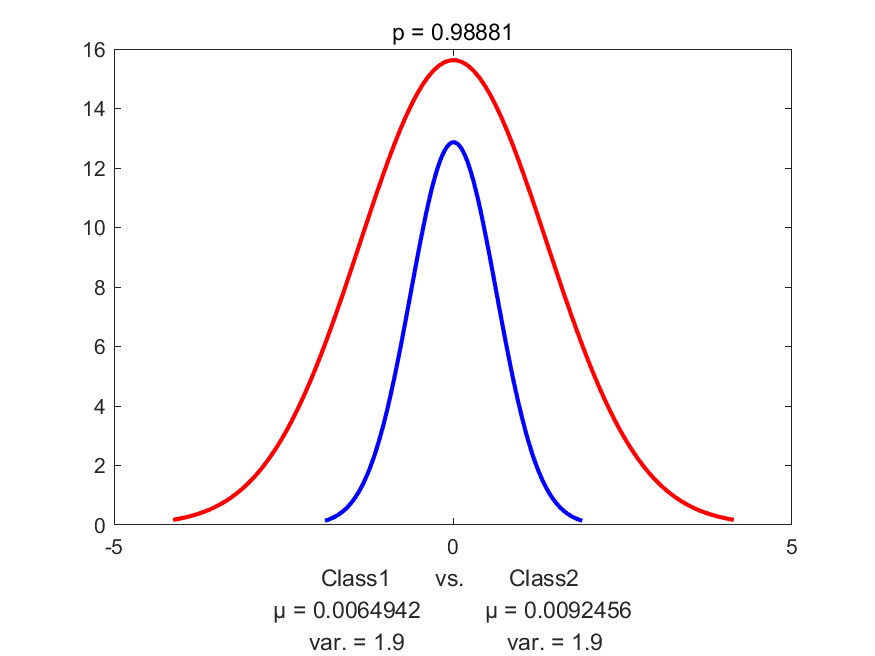 p = 0.98881
16
14
12
10
8
6
4
2
0
-5 0 5
Class1 vs. Class2
μ = 0.0064942 μ = 0.0092456
var. = 1.9 var. = 1.9